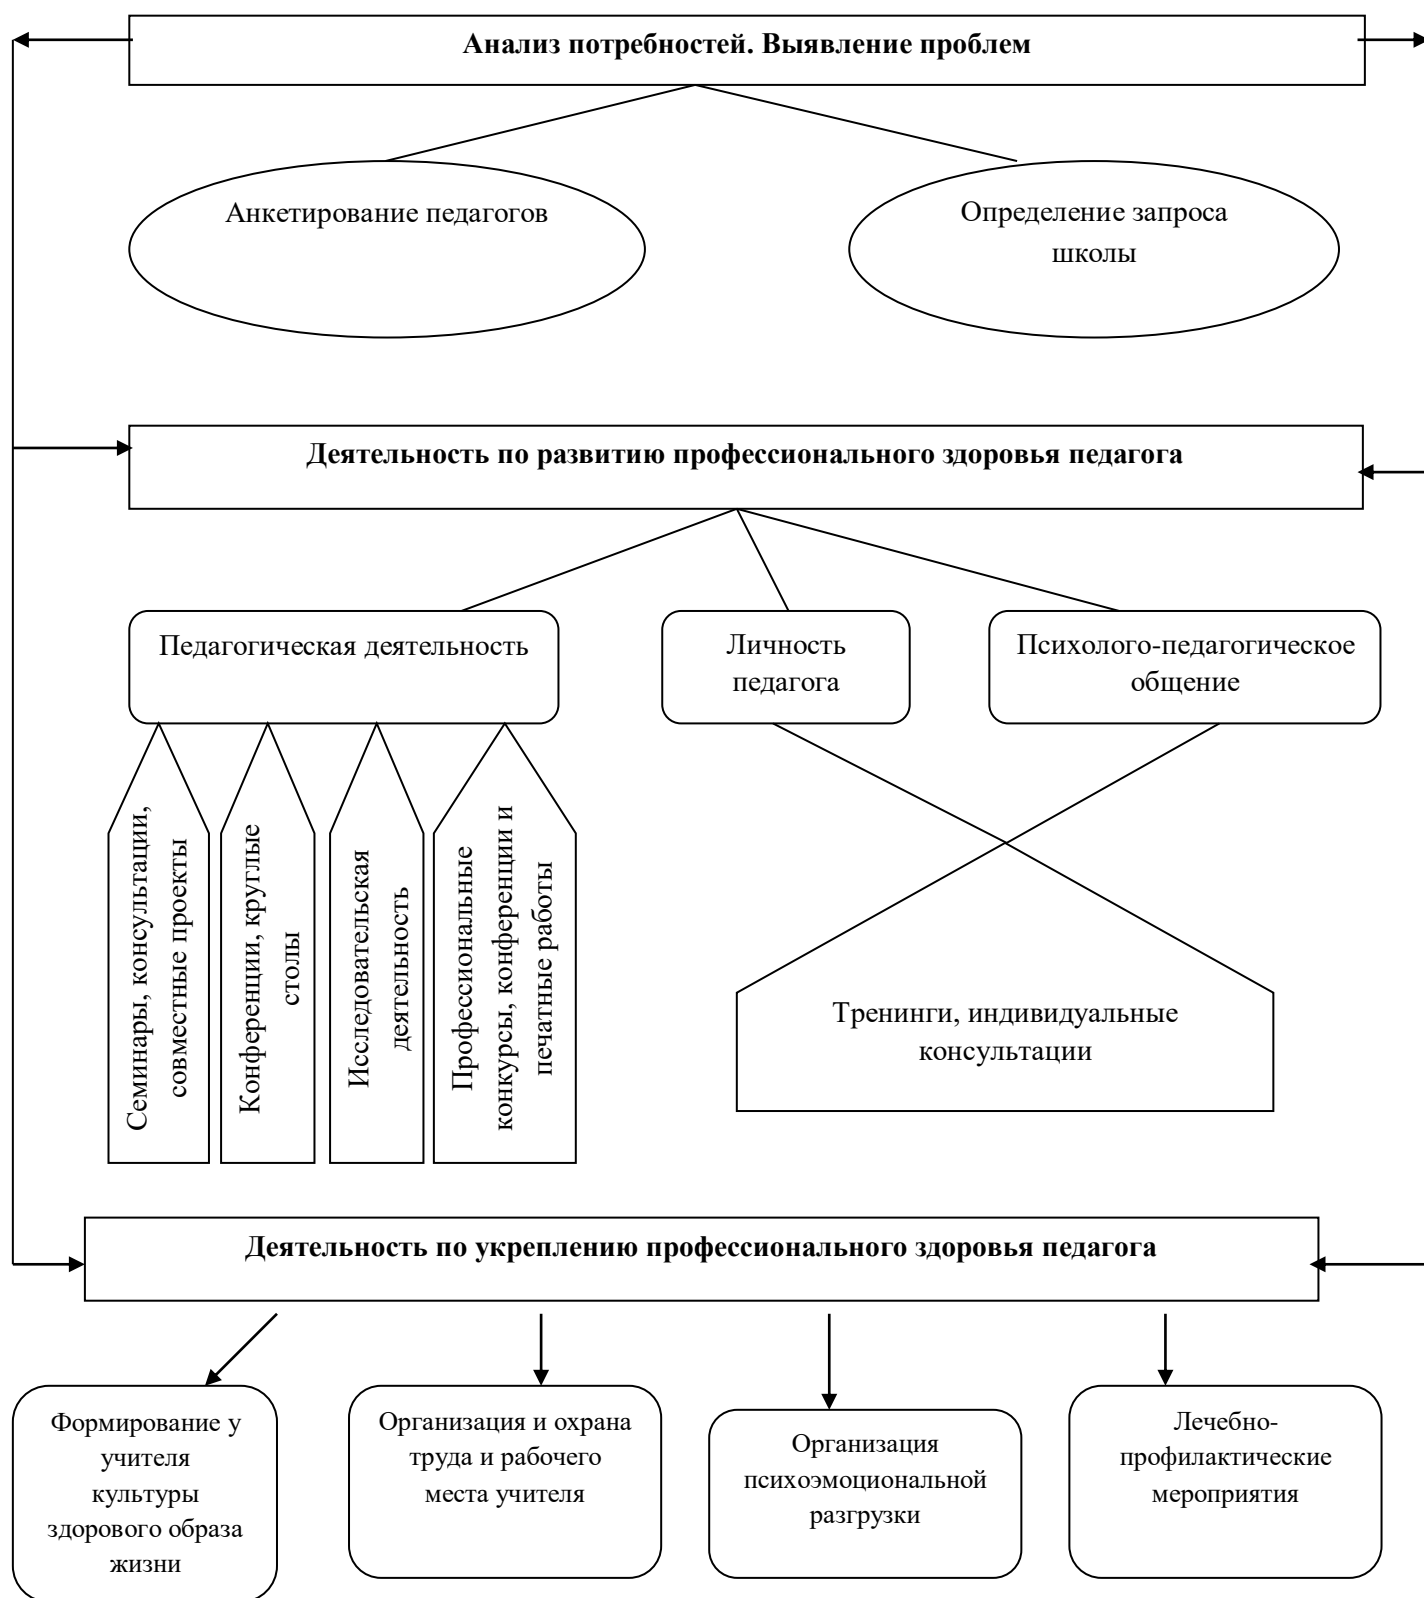 Анализ потребностей. Выявление проблем
Анкетирование педагогов
Определение запроса
школы
Деятельность по развитию профессионального здоровья педагога
Педагогическая деятельность
Личность
педагога
Психолого-педагогическое
общение
Семинары, консультации,
совместные проекты
Конференции, круглые
столы
Исследовательская
деятельность
Профессиональные
конкурсы, конференции и
печатные работы
Тренинги, индивидуальные
консультации
Деятельность по укреплению профессионального здоровья педагога
Формирование у
учителя
культуры
здорового образа
жизни
Организация и охрана
труда и рабочего
места учителя
Организация
психоэмоциональной
разгрузки
Лечебно-
профилактические
мероприятия